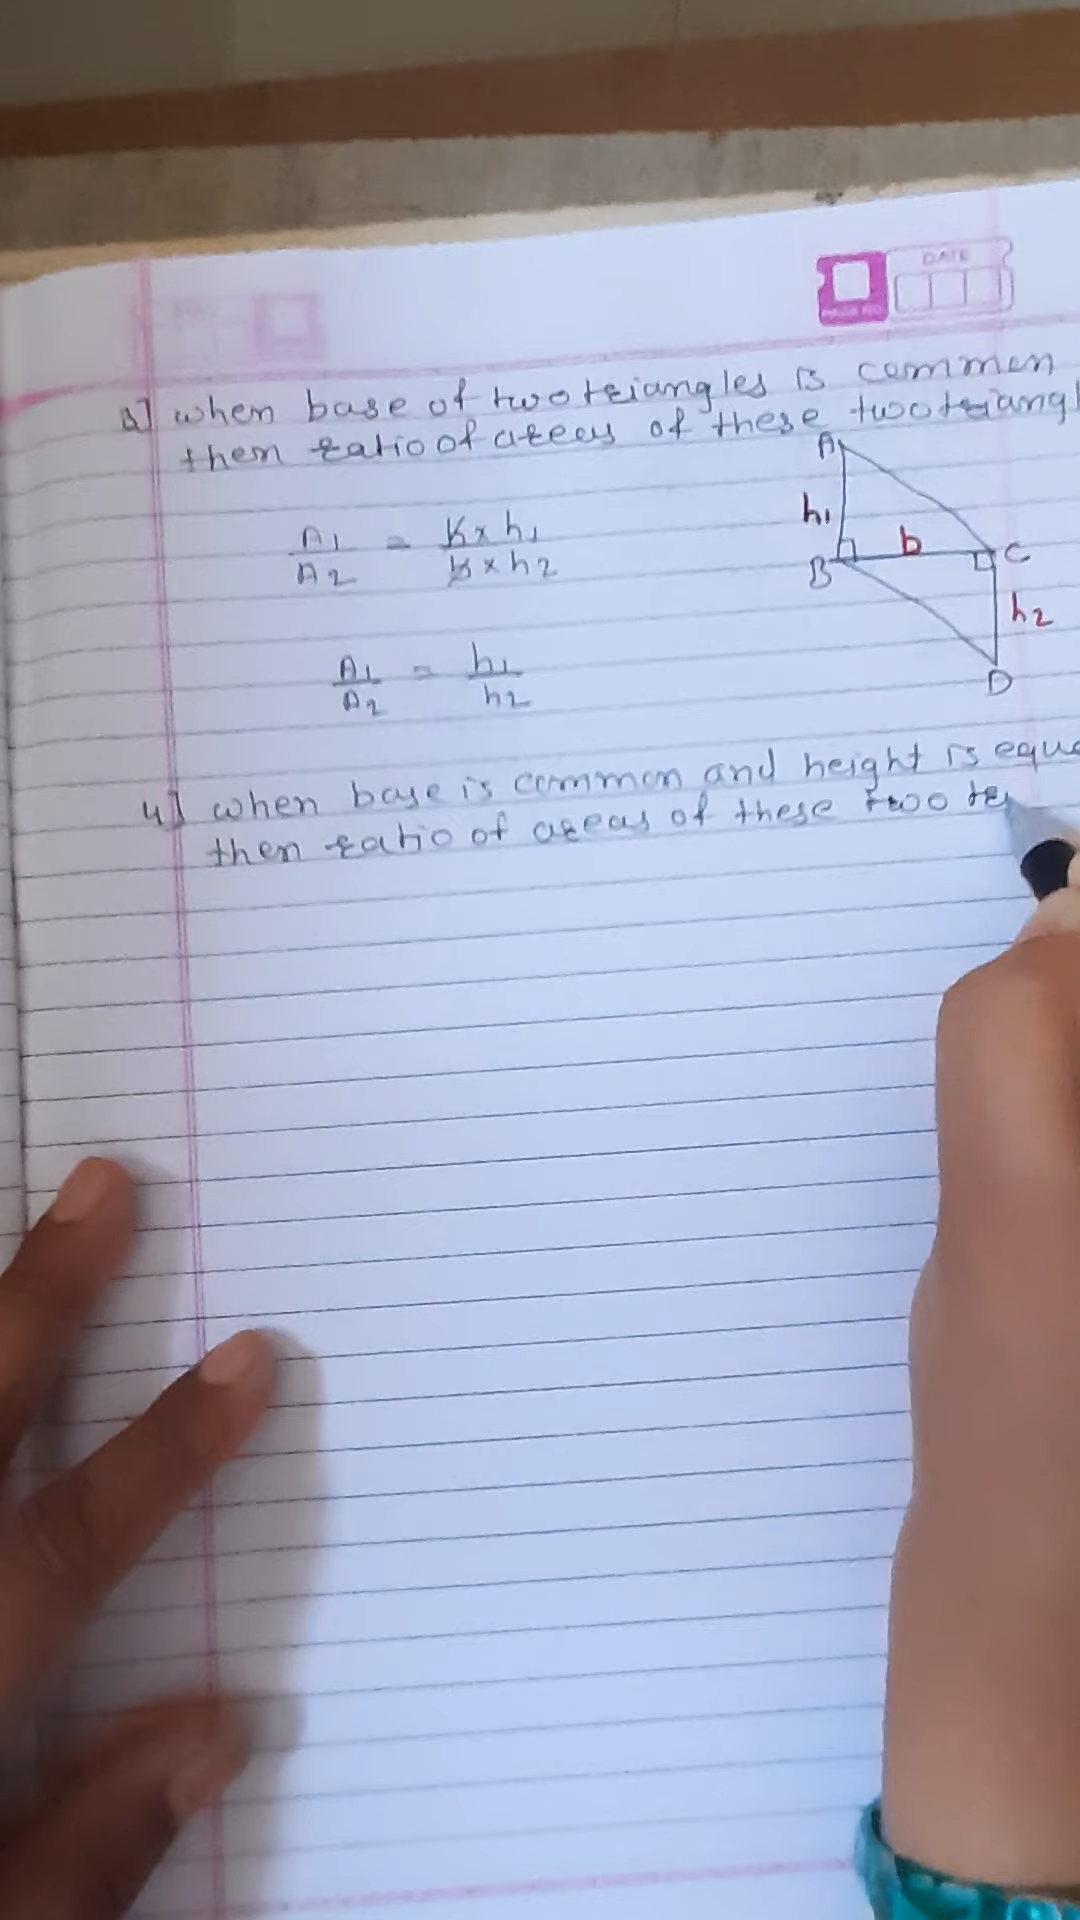 DATE
3] when base of two triangles is common
then ratio of areas of these two triangl
A1/A2 = b x h1/b x h2
A
h1
b
B
C
h2
D
A1/A2 = h1/h2
4] when base is common and height is equa
then ratio of areas of these two tr